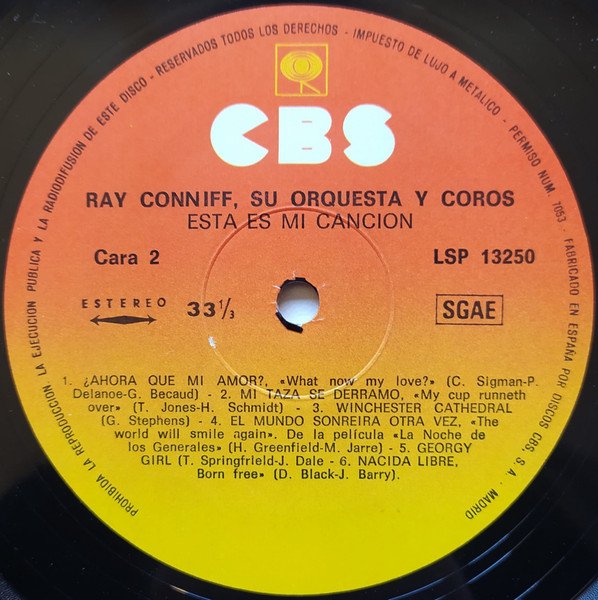 PROHIBIDA LA REPRODUCCION LA EJECUCION PUBLICA Y LA RADIODIFUSION DE ESTE DISCO - RESERVADOS TODOS LOS DERECHOS - IMPUESTO DE LUJO A METALICO - PERMISO NUM. 7053 - FABRICADO EN ESPAÑA POR DISCOS CBS, S. A. - MADRID
CBS
RAY CONNIFF, SU ORQUESTA Y COROS
ESTA ES MI CANCION
Cara 2
LSP 13250
ESTEREO
33 1/3
SGAE
1. ¿AHORA QUE MI AMOR?, «What now my love?» (C. Sigman-P.
Delanoe-G. Becaud) - 2. MI TAZA SE DERRAMO, «My cup runneth
over» (T. Jones-H. Schmidt) - 3. WINCHESTER CATHEDRAL
(G. Stephens) - 4. EL MUNDO SONREIRA OTRA VEZ, «The
world will smile again». De la película «La Noche de
los Generales» (H. Greenfield-M. Jarre) - 5. GEORGY
GIRL (T. Springfrield-J. Dale - 6. NACIDA LIBRE,
Born free» (D. Black-J. Barry).